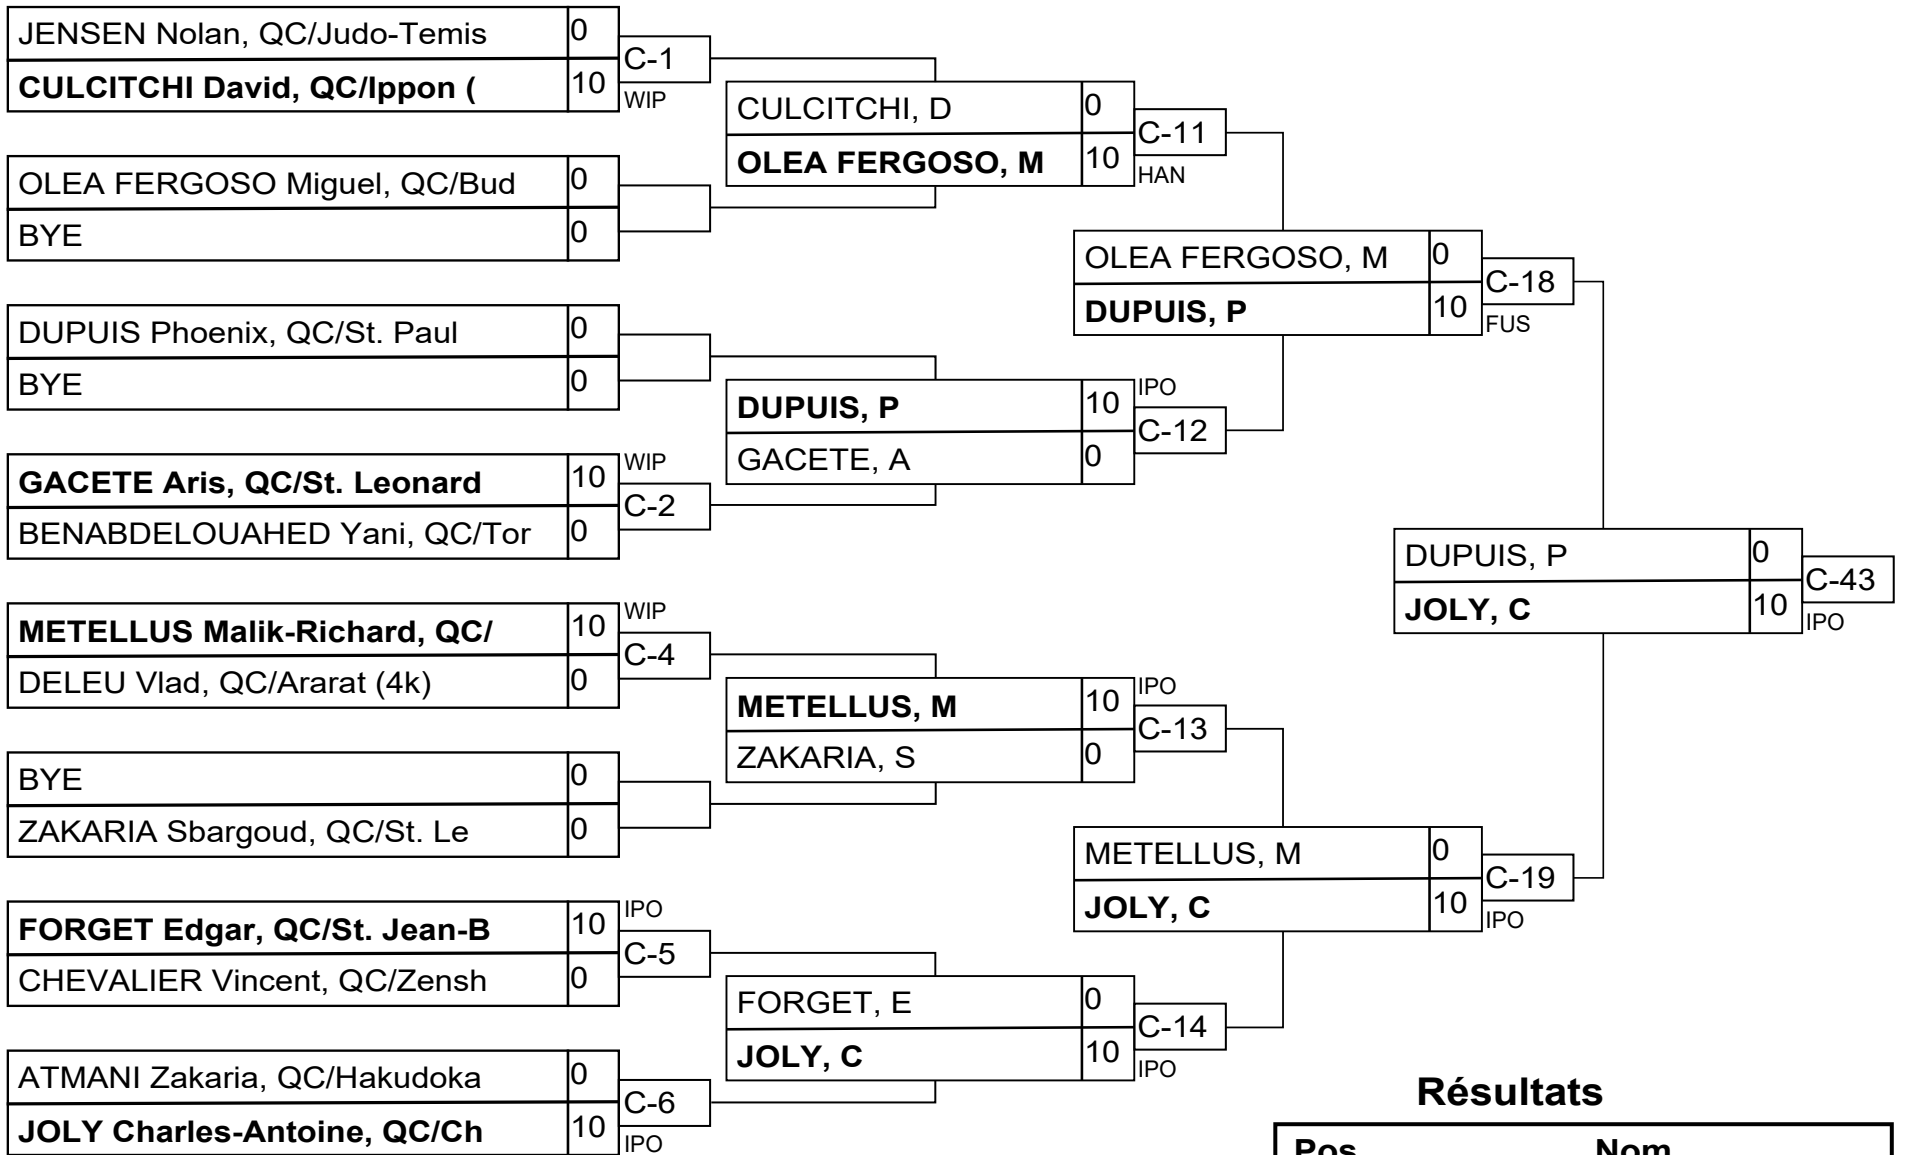 JENSEN Nolan, QC/Judo-Temis 0
C-1
CULCITCHI David, QC/Ippon ( 10
WIP
OLEA FERGOSO Miguel, QC/Bud 0
BYE 0
DUPUIS Phoenix, QC/St. Paul 0
BYE 0
GACETE Aris, QC/St. Leonard 10
WIP
C-2
BENABDELOUAHED Yani, QC/Tor 0
METELLUS Malik-Richard, QC/ 10
WIP
C-4
DELEU Vlad, QC/Ararat (4k) 0
BYE 0
ZAKARIA Sbargoud, QC/St. Le 0
FORGET Edgar, QC/St. Jean-B 10
IPO
C-5
CHEVALIER Vincent, QC/Zensh 0
ATMANI Zakaria, QC/Hakudoka 0
C-6
JOLY Charles-Antoine, QC/Ch 10
IPO
CULCITCHI, D 0
C-11
OLEA FERGOSO, M 10
HAN
DUPUIS, P 10
IPO
C-12
GACETE, A 0
METELLUS, M 10
IPO
C-13
ZAKARIA, S 0
FORGET, E 0
C-14
JOLY, C 10
IPO
OLEA FERGOSO, M 0
C-18
DUPUIS, P 10
FUS
METELLUS, M 0
C-19
JOLY, C 10
IPO
DUPUIS, P 0
C-43
JOLY, C 10
IPO
Résultats
Pos Nom